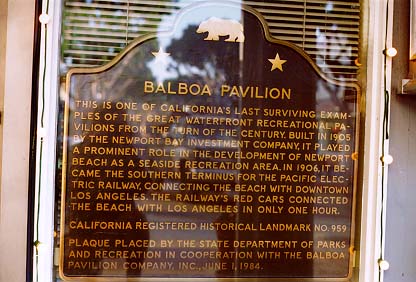 BALBOA PAVILION
THIS IS ONE OF CALIFORNIA'S LAST SURVIVING EXAM-
PLES OF THE GREAT WATERFRONT RECREATIONAL PA-
VILIONS FROM THE TURN OF THE CENTURY. BUILT IN 1905
BY THE NEWPORT BAY INVESTMENT COMPANY, IT PLAYED
A PROMINENT ROLE IN THE DEVELOPMENT OF NEWPORT
BEACH AS A SEASIDE RECREATION AREA. IN 1906, IT BE-
CAME THE SOUTHERN TERMINUS FOR THE PACIFIC ELEC-
TRIC RAILWAY, CONNECTING THE BEACH WITH DOWNTOWN
LOS ANGELES. THE RAILWAY'S RED CARS CONNECTED
THE BEACH WITH LOS ANGELES IN ONLY ONE HOUR.
CALIFORNIA REGISTERED HISTORICAL LANDMARK NO. 959
PLAQUE PLACED BY THE STATE DEPARTMENT OF PARKS
AND RECREATION IN COOPERATION WITH THE BALBOA
PAVILION COMPANY, INC., JUNE 1, 1984.